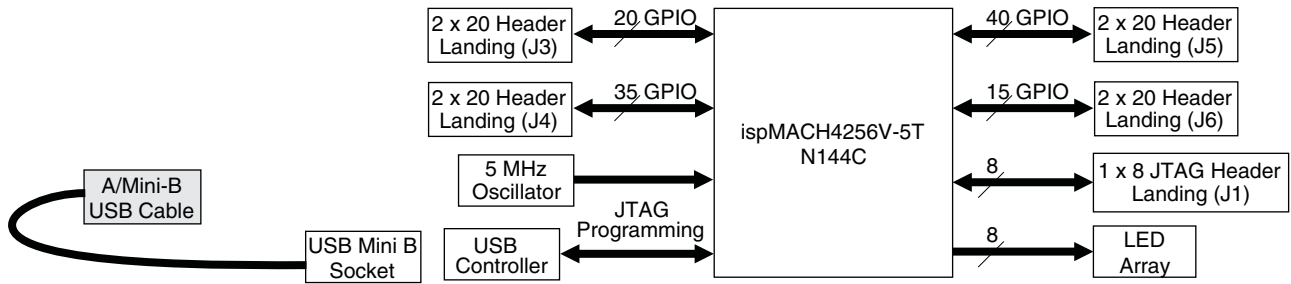 2 x 20 Header
Landing (J3)
20 GPIO
2 x 20 Header
Landing (J4)
35 GPIO
5 MHz
Oscillator
A/Mini-B
USB Cable
USB Mini B
Socket
USB
Controller
JTAG
Programming
ispMACH4256V-5T
N144C
40 GPIO
2 x 20 Header
Landing (J5)
15 GPIO
2 x 20 Header
Landing (J6)
8
1 x 8 JTAG Header
Landing (J1)
8
LED
Array